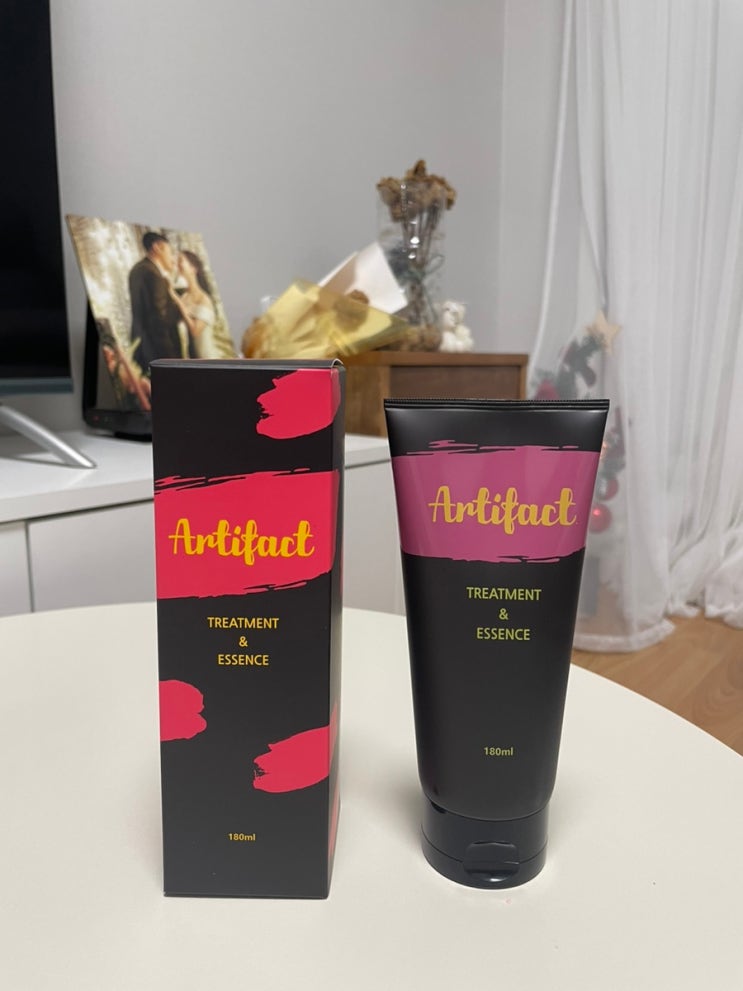 Artifact
TREATMENT
&
ESSENCE
180ml
Artifact
TREATMENT
&
ESSENCE
180ml